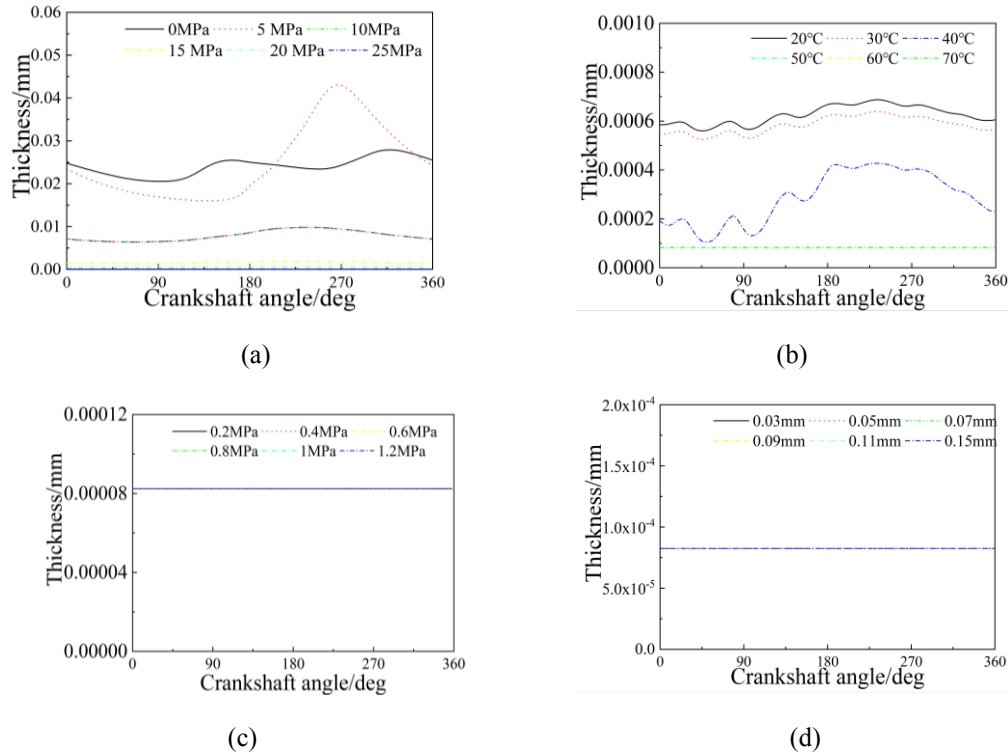 0.06
0.05
0.04
0.03
0.02
0.01
0.00
Thickness/mm
0MPa 5 MPa 10MPa
15 MPa 20 MPa 25MPa
0 90 180 270 360
Crankshaft angle/deg
(a)
0.0010
0.0008
0.0006
0.0004
0.0002
0.0000
Thickness/mm
20℃ 30℃ 40℃
50℃ 60℃ 70℃
0 90 180 270 360
Crankshaft angle/deg
(b)
0.00012
0.00008
0.00004
0.00000
Thickness/mm
0.2MPa 0.4MPa 0.6MPa
0.8MPa 1MPa 1.2MPa
0 90 180 270 360
Crankshaft angle/deg
(c)
2.0x10⁻⁴
1.5x10⁻⁴
1.0x10⁻⁴
5.0x10⁻⁵
0.0
Thickness/mm
0.03mm 0.05mm 0.07mm
0.09mm 0.11mm 0.15mm
0 90 180 270 360
Crankshaft angle/deg
(d)